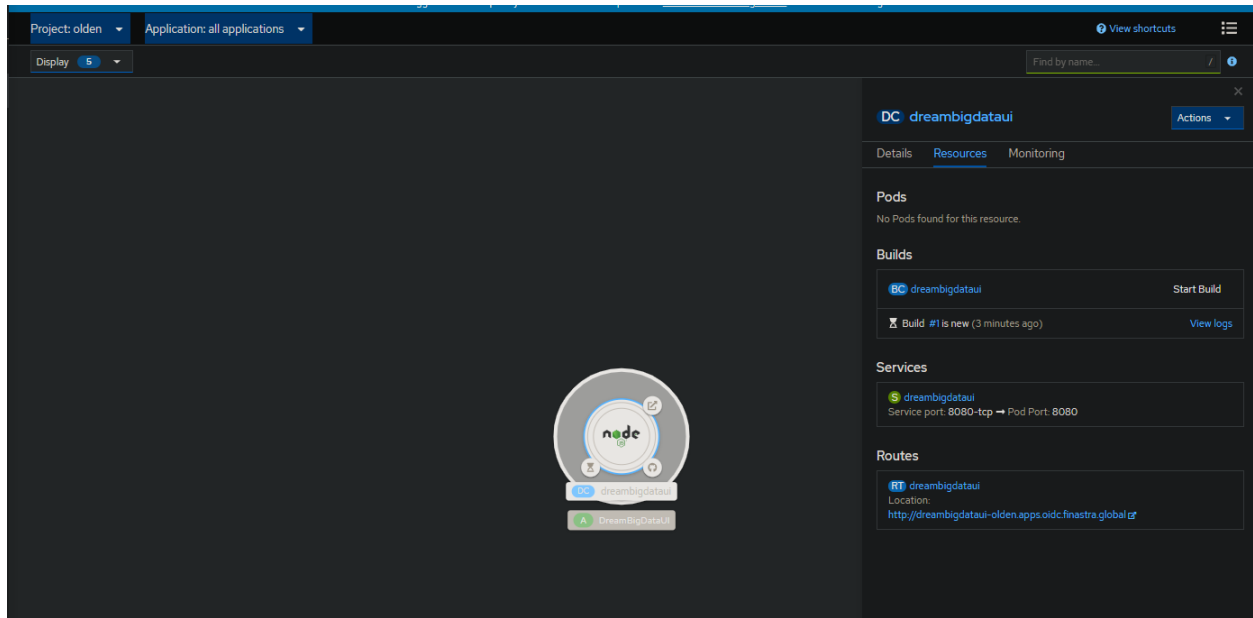 Project: olden
Application: all applications
View shortcuts
Display 5
Find by name... /
DC dreambigdataui
Actions
Details Resources Monitoring
Pods
No Pods found for this resource.
Builds
BC dreambigdataui Start Build
Build #1 is new (3 minutes ago) View logs
Services
S dreambigdataui
Service port: 8080-tcp → Pod Port: 8080
Routes
RT dreambigdataui
Location:
http://dreambigdataui-olden.apps.oidc.finastra.global
node
JS
DC dreambigdataui
A DreamBigDataUI